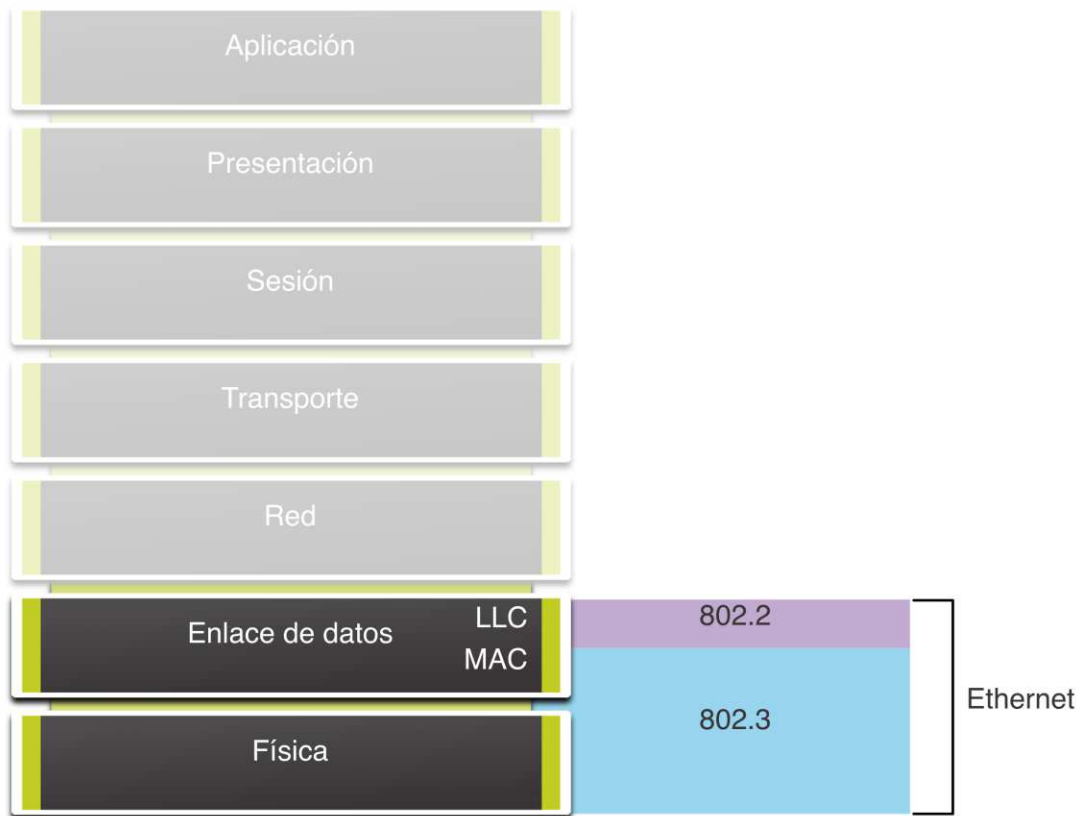 Aplicación
Presentación
Sesión
Transporte
Red
Enlace de datos
LLC
MAC
802.2
802.3
Ethernet
Física